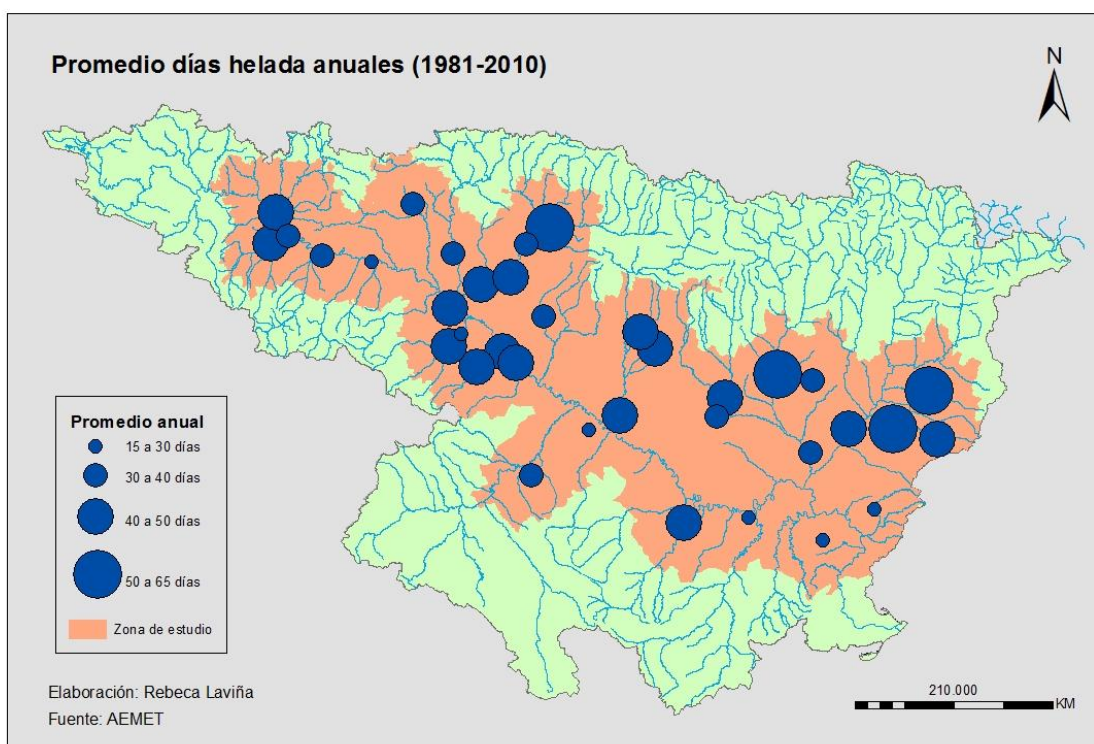 Promedio días helada anuales (1981-2010)
N
Promedio anual
15 a 30 días
30 a 40 días
40 a 50 días
50 a 65 días
Zona de estudio
Elaboración: Rebeca Laviña
Fuente: AEMET
210.000
KM